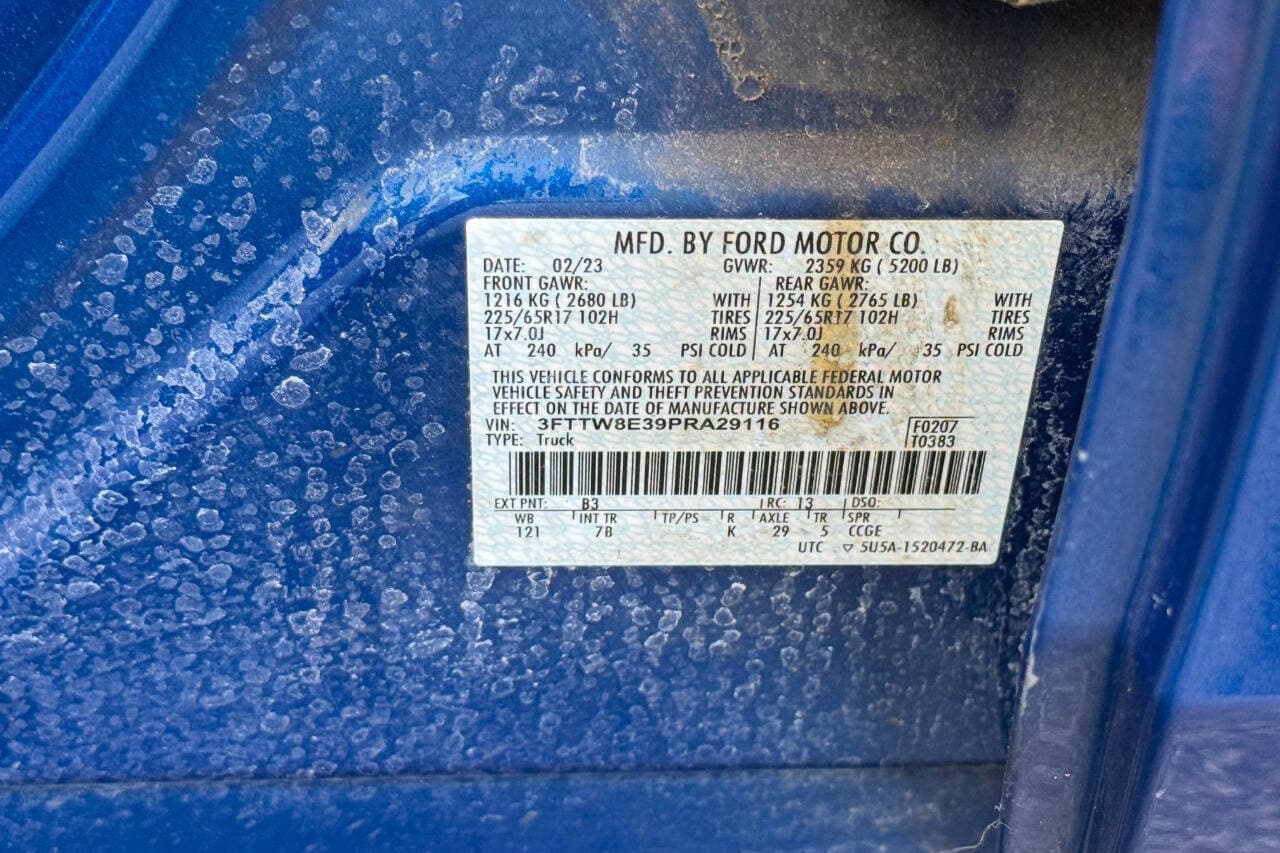 MFD. BY FORD MOTOR CO.
DATE: 02/23 GVWR: 2359 KG ( 5200 LB)
FRONT GAWR: REAR GAWR:
1216 KG ( 2680 LB) WITH 1254 KG ( 2765 LB) WITH
225/65R17 102H TIRES 225/65R17 102H TIRES
17x7.0J RIMS 17x7.0J RIMS
AT 240 kPa/ 35 PSI COLD AT 240 kPa/ 35 PSI COLD
THIS VEHICLE CONFORMS TO ALL APPLICABLE FEDERAL MOTOR
VEHICLE SAFETY AND THEFT PREVENTION STANDARDS IN
EFFECT ON THE DATE OF MANUFACTURE SHOWN ABOVE.
VIN: 3FTTW8E39PRA29116 F0207
TYPE: Truck T0383
EXT PNT: B3 RC: 13 DSO:
WB INT TR TP/PS R AXLE TR SPR
121 7B K 29 5 CCGE
UTC ▽ 5U5A-1520472-BA